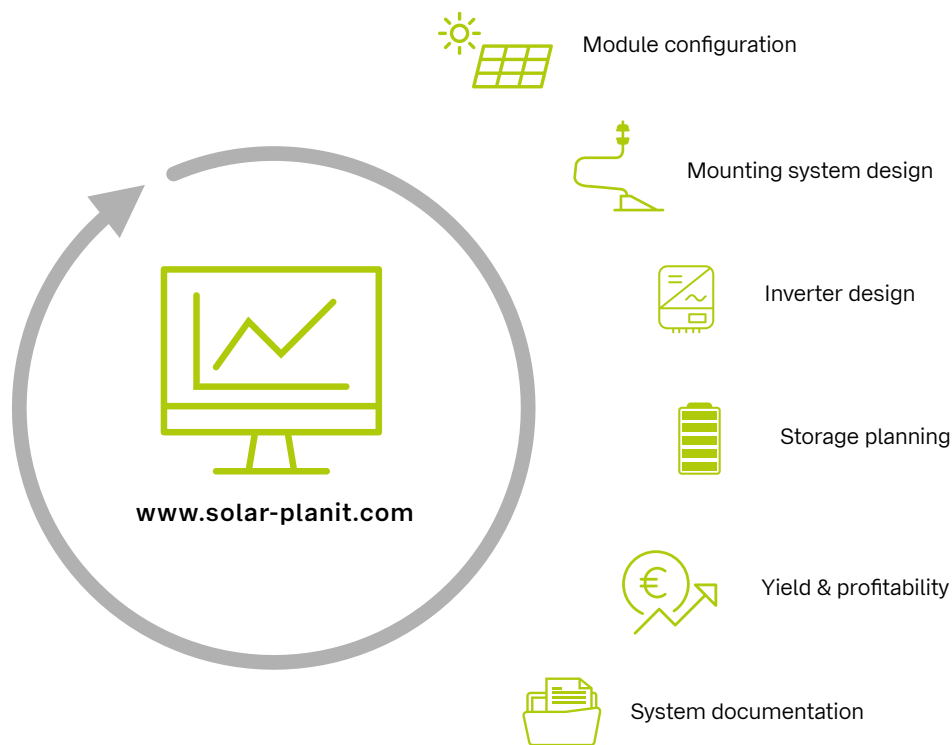 Module configuration
Mounting system design
Inverter design
Storage planning
www.solar-planit.com
Yield & profitability
System documentation